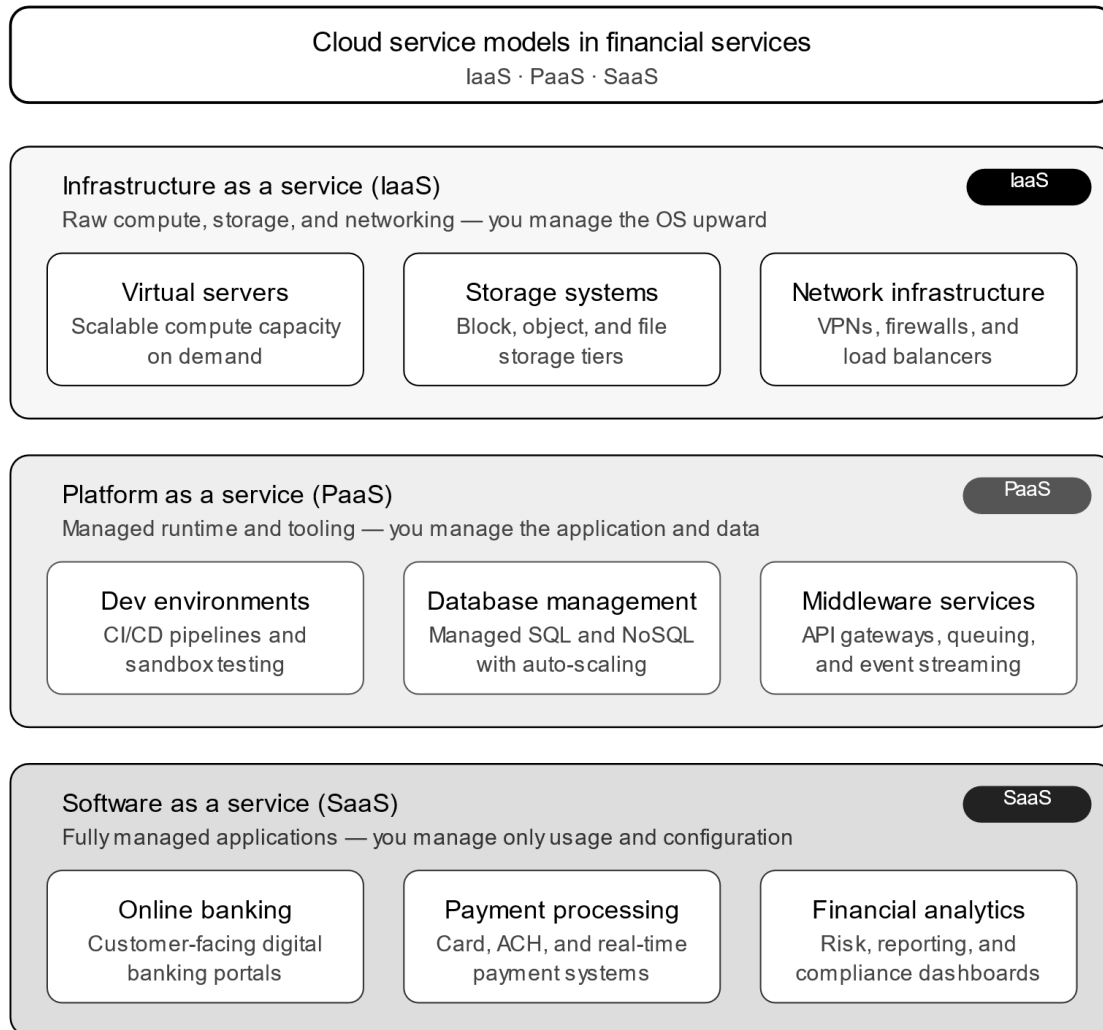 Cloud service models in financial services
IaaS · PaaS · SaaS
Infrastructure as a service (IaaS)
IaaS
Raw compute, storage, and networking — you manage the OS upward
Virtual servers
Scalable compute capacity
on demand
Storage systems
Block, object, and file
storage tiers
Network infrastructure
VPNs, firewalls, and
load balancers
Platform as a service (PaaS)
PaaS
Managed runtime and tooling — you manage the application and data
Dev environments
CI/CD pipelines and
sandbox testing
Database management
Managed SQL and NoSQL
with auto-scaling
Middleware services
API gateways, queuing,
and event streaming
Software as a service (SaaS)
SaaS
Fully managed applications — you manage only usage and configuration
Online banking
Customer-facing digital
banking portals
Payment processing
Card, ACH, and real-time
payment systems
Financial analytics
Risk, reporting, and
compliance dashboards